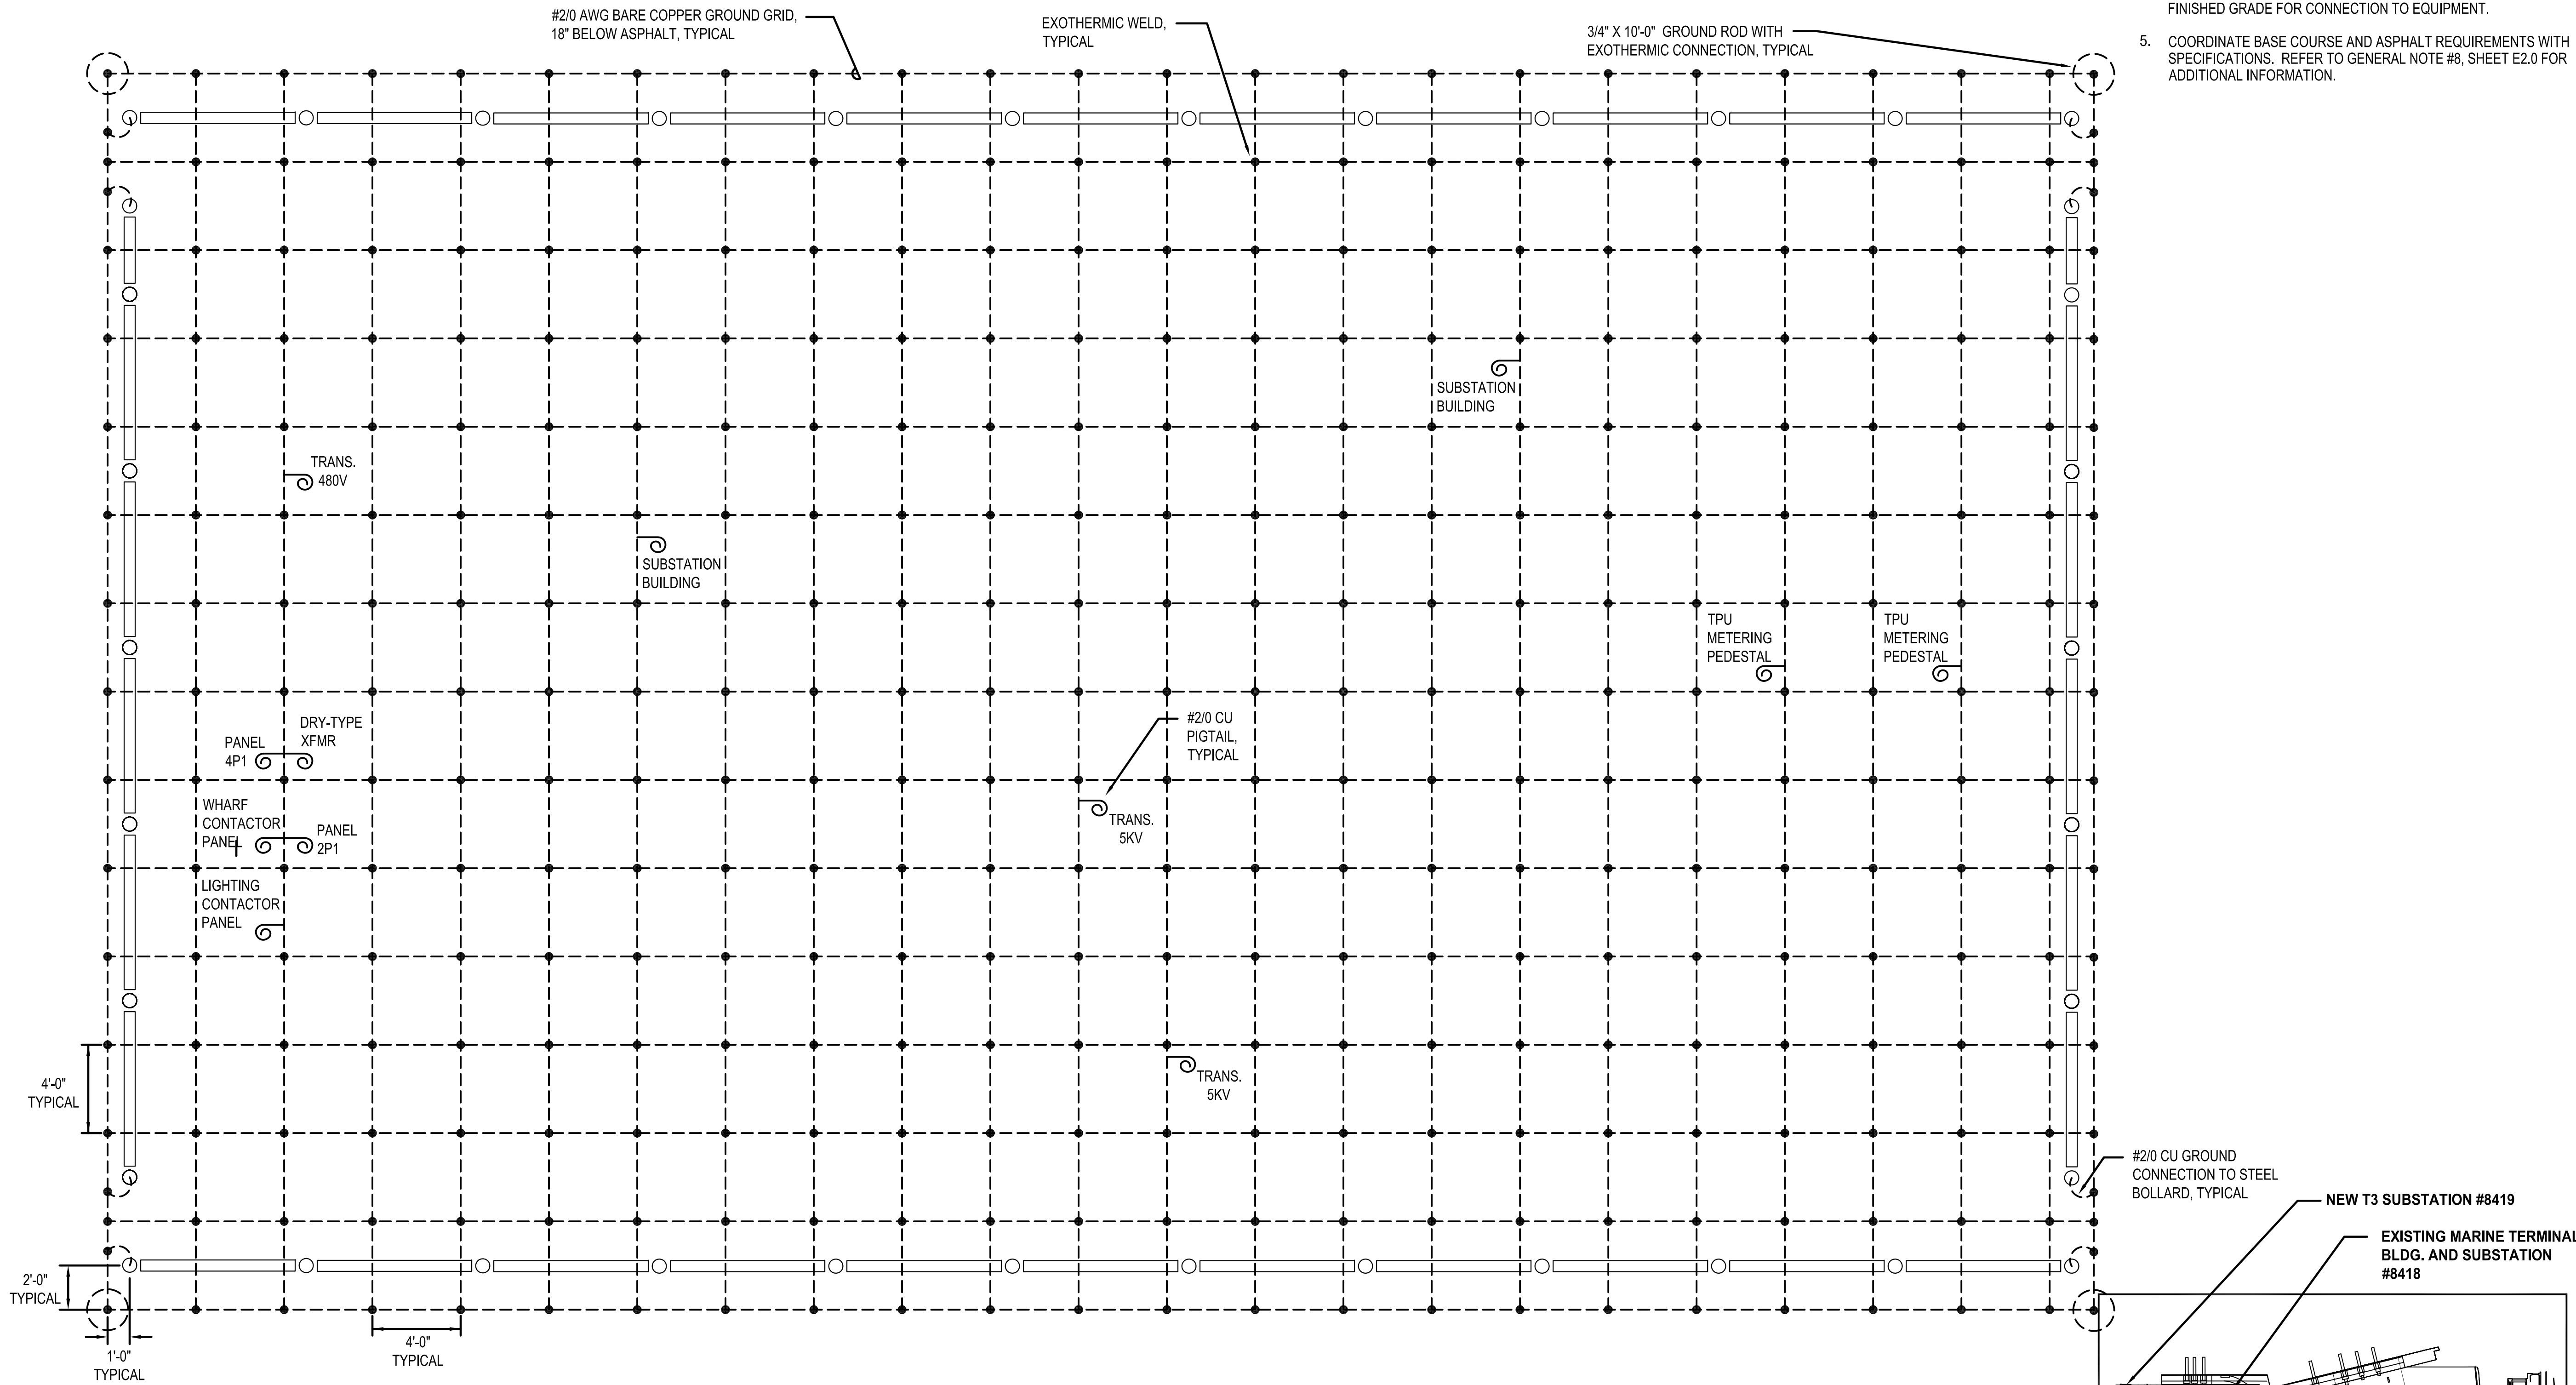 #2/0 AWG BARE COPPER GROUND GRID,
18" BELOW ASPHALT, TYPICAL
EXOTHERMIC WELD,
TYPICAL
3/4" X 10'-0" GROUND ROD WITH
EXOTHERMIC CONNECTION, TYPICAL
FINISHED GRADE FOR CONNECTION TO EQUIPMENT.
5. COORDINATE BASE COURSE AND ASPHALT REQUIREMENTS WITH
SPECIFICATIONS. REFER TO GENERAL NOTE #8, SHEET E2.0 FOR
ADDITIONAL INFORMATION.
SUBSTATION
BUILDING
TRANS.
480V
SUBSTATION
BUILDING
TPU
METERING
PEDESTAL
TPU
METERING
PEDESTAL
PANEL
4P1
DRY-TYPE
XFMR
#2/0 CU
PIGTAIL,
TYPICAL
WHARF
CONTACTOR
PANEL
PANEL
2P1
TRANS.
5KV
LIGHTING
CONTACTOR
PANEL
TRANS.
5KV
4'-0"
TYPICAL
#2/0 CU GROUND
CONNECTION TO STEEL
BOLLARD, TYPICAL
NEW T3 SUBSTATION #8419
EXISTING MARINE TERMINAL
BLDG. AND SUBSTATION
#8418
2'-0"
TYPICAL
1'-0"
TYPICAL
4'-0"
TYPICAL